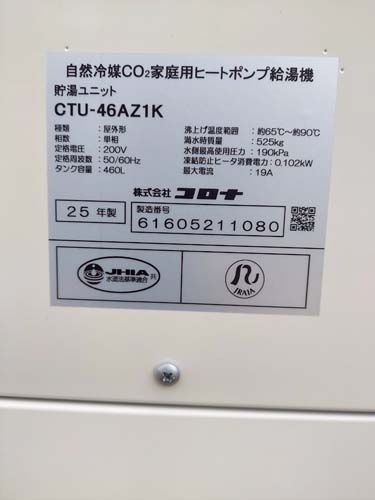 自然冷媒CO₂家庭用ヒートポンプ給湯機
貯湯ユニット
CTU-46AZ1K
種類 : 屋外形
相数 : 単相
定格電圧 : 200V
定格周波数 : 50/60Hz
タンク容量 : 460L
沸上げ温度範囲 : 約65℃~約90℃
満水時質量 : 525kg
水側最高使用圧力 : 190kPa
凍結防止ヒータ消費電力 : 0.102kW
最大電流 : 19A
株式会社 コロナ
25年製
製造番号
61605211080
JHIA 共
水道法基準適合
JRAIA